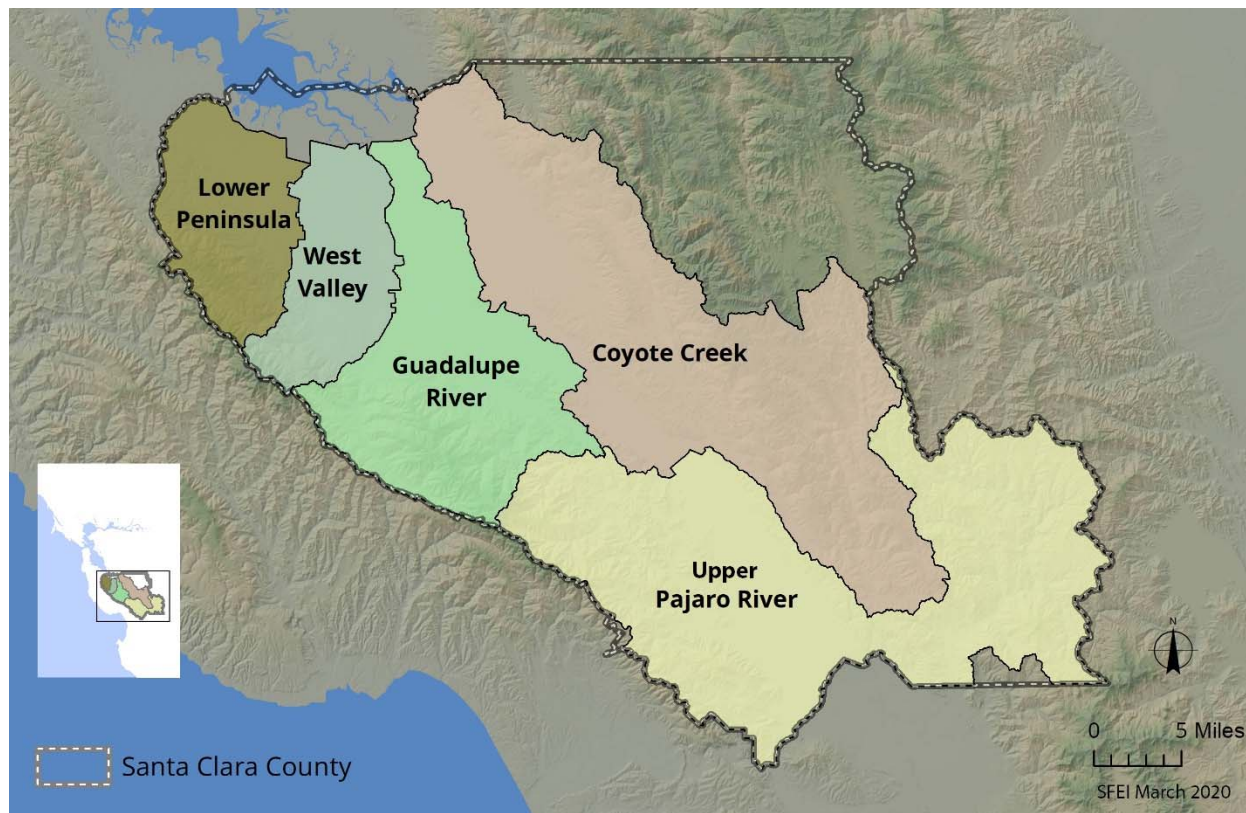 Lower
Peninsula
West
Valley
Guadalupe
River
Coyote Creek
Upper
Pajaro River
N
0 5 Miles
Santa Clara County
SFEI March 2020